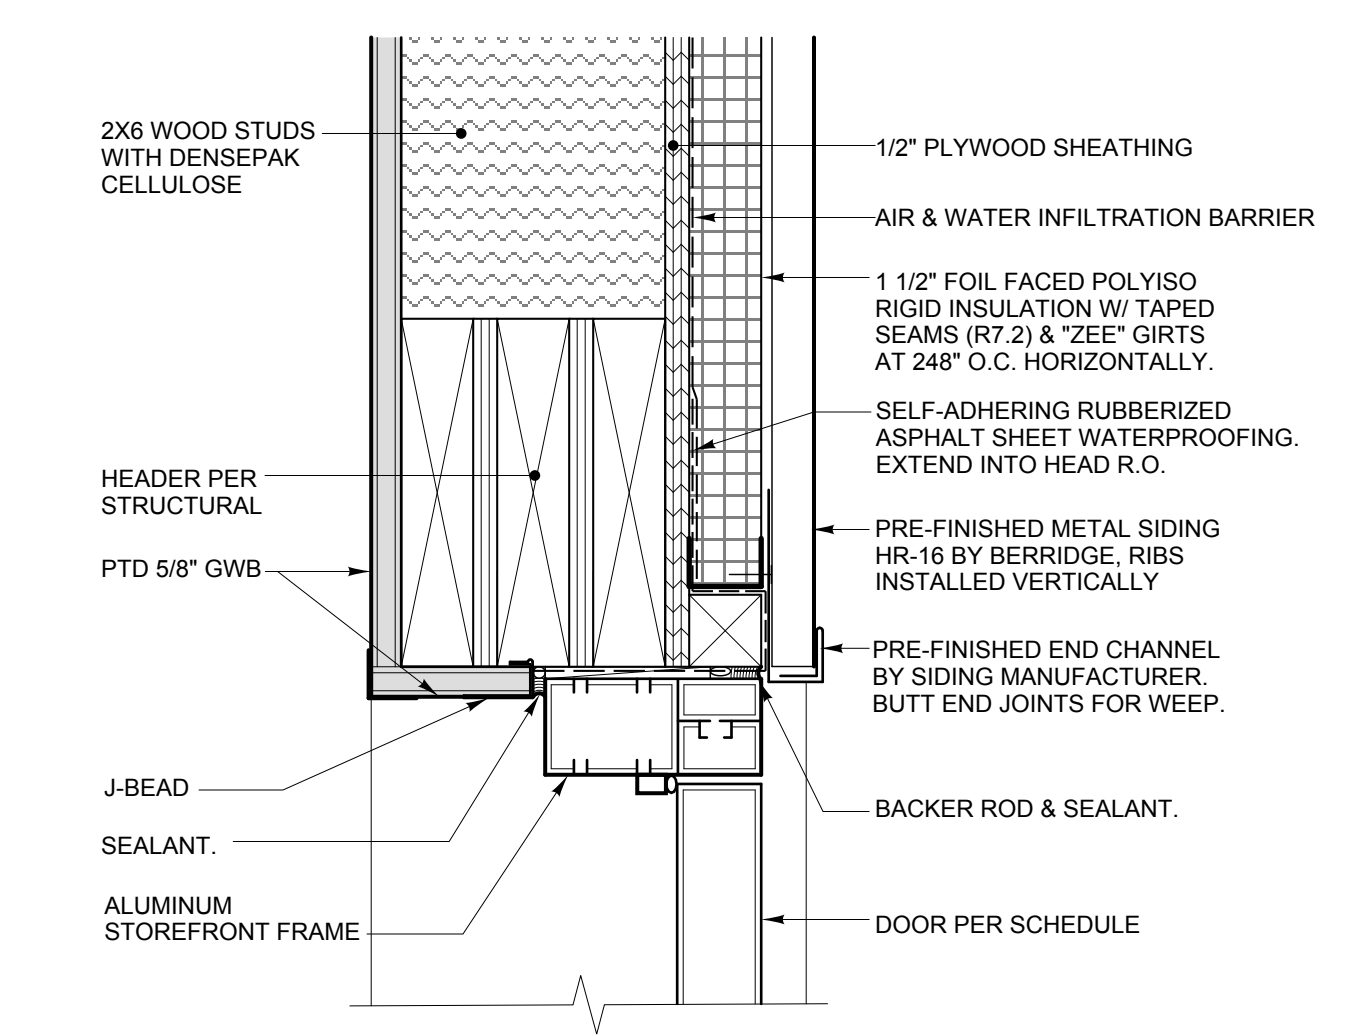 2X6 WOOD STUDS
WITH DENSEPAK
CELLULOSE
HEADER PER
STRUCTURAL
PTD 5/8" GWB
J-BEAD
SEALANT.
ALUMINUM
STOREFRONT FRAME
1/2" PLYWOOD SHEATHING
AIR & WATER INFILTRATION BARRIER
1 1/2" FOIL FACED POLYISO
RIGID INSULATION W/ TAPED
SEAMS (R7.2) & "ZEE" GIRTS
AT 248" O.C. HORIZONTALLY.
SELF-ADHERING RUBBERIZED
ASPHALT SHEET WATERPROOFING.
EXTEND INTO HEAD R.O.
PRE-FINISHED METAL SIDING
HR-16 BY BERRIDGE, RIBS
INSTALLED VERTICALLY
PRE-FINISHED END CHANNEL
BY SIDING MANUFACTURER.
BUTT END JOINTS FOR WEEP.
BACKER ROD & SEALANT.
DOOR PER SCHEDULE